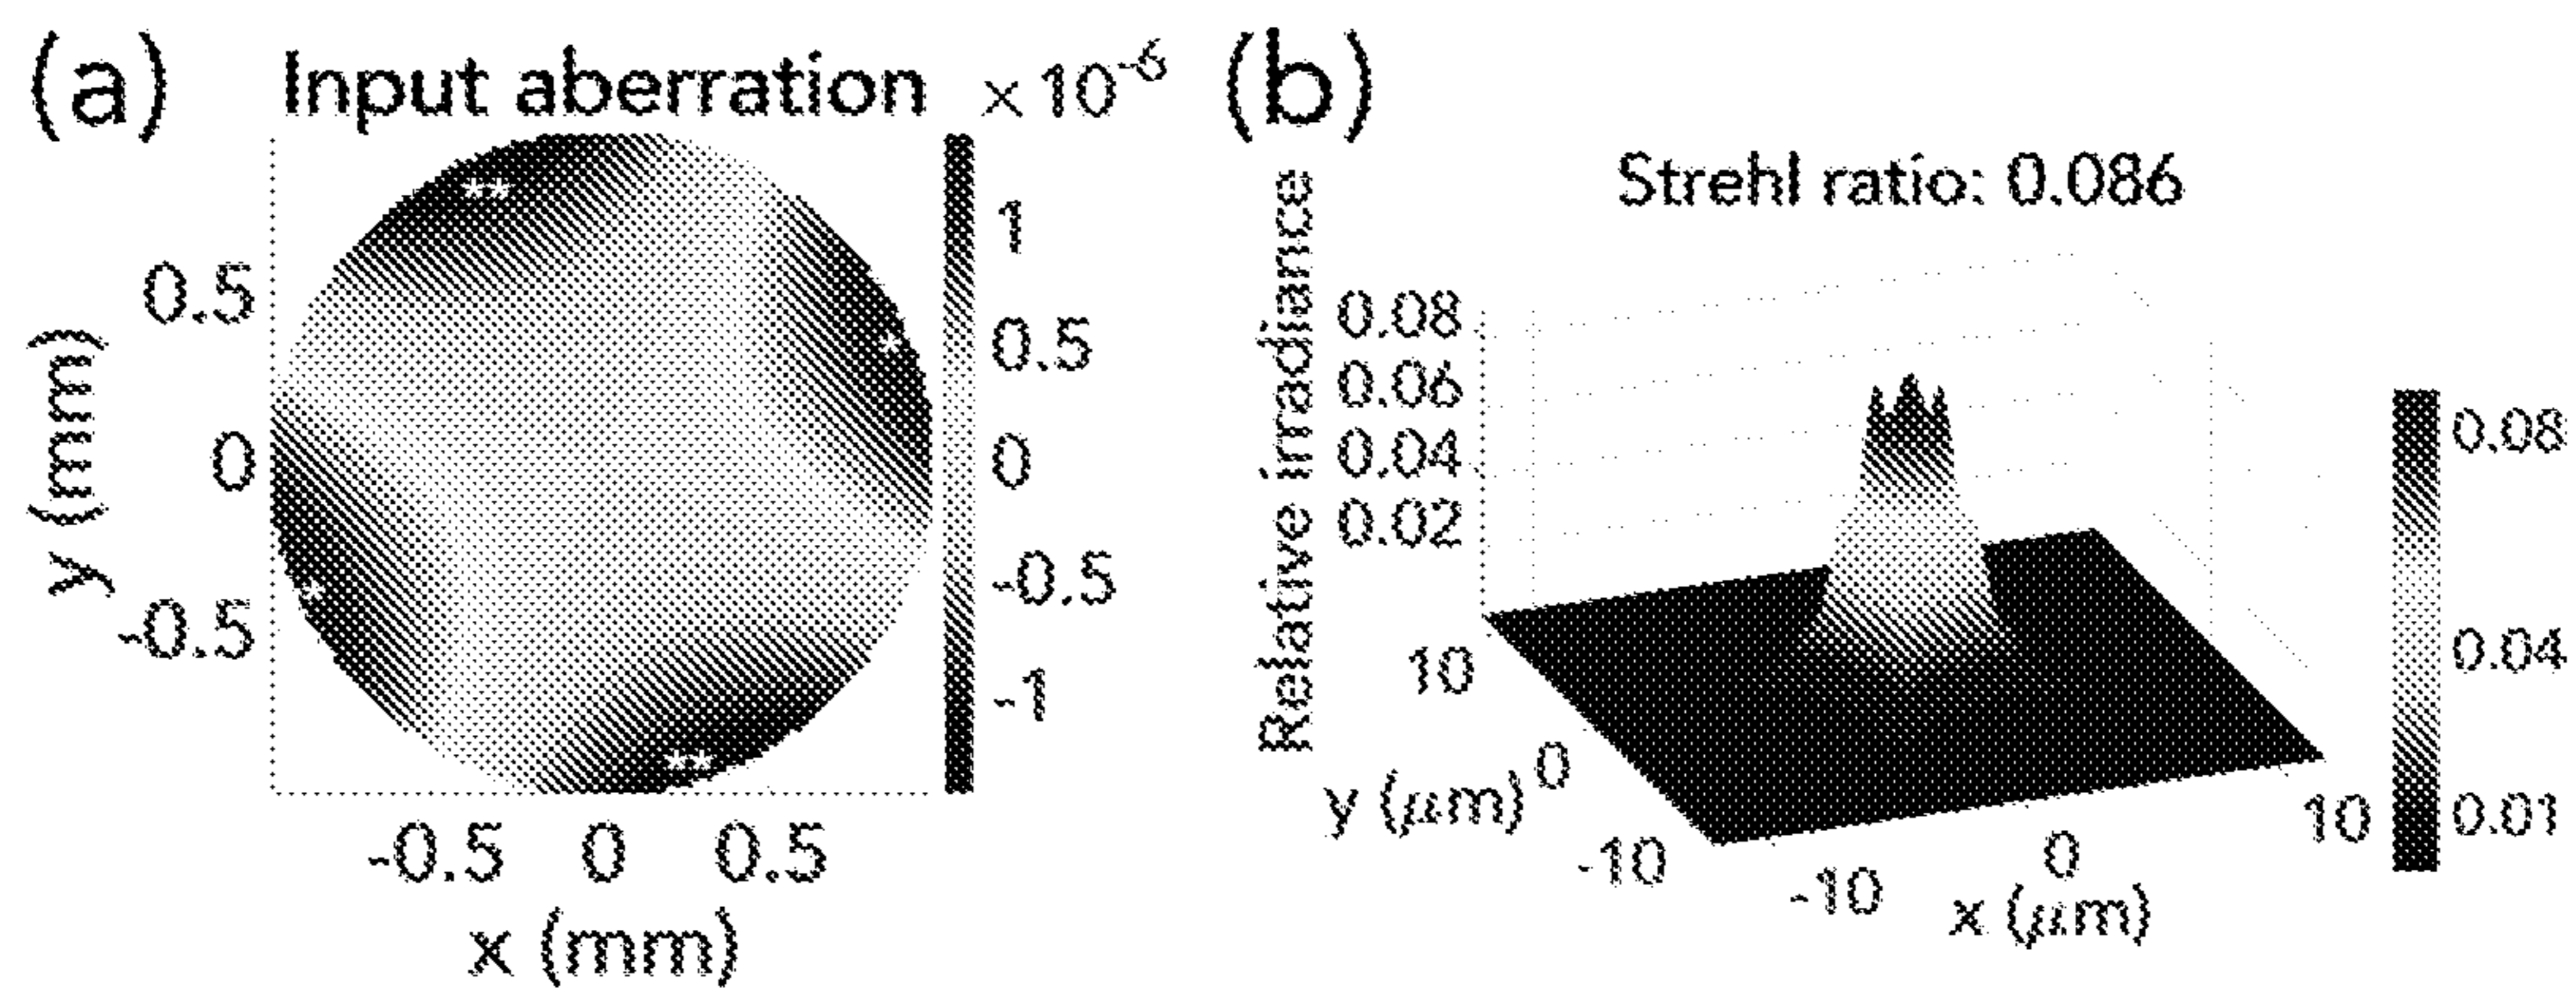 (a)
Input aberration
×10⁻⁶
**
*
*
**
1
0.5
0
-0.5
-1
y (mm)
0.5
0
-0.5
-0.5 0 0.5
x (mm)
(b)
Strehl ratio: 0.086
Relative irradiance
0.08
0.06
0.04
0.02
10
0
-10
y (μm)
-10 0 10
x (μm)
0.08
0.04
0.01